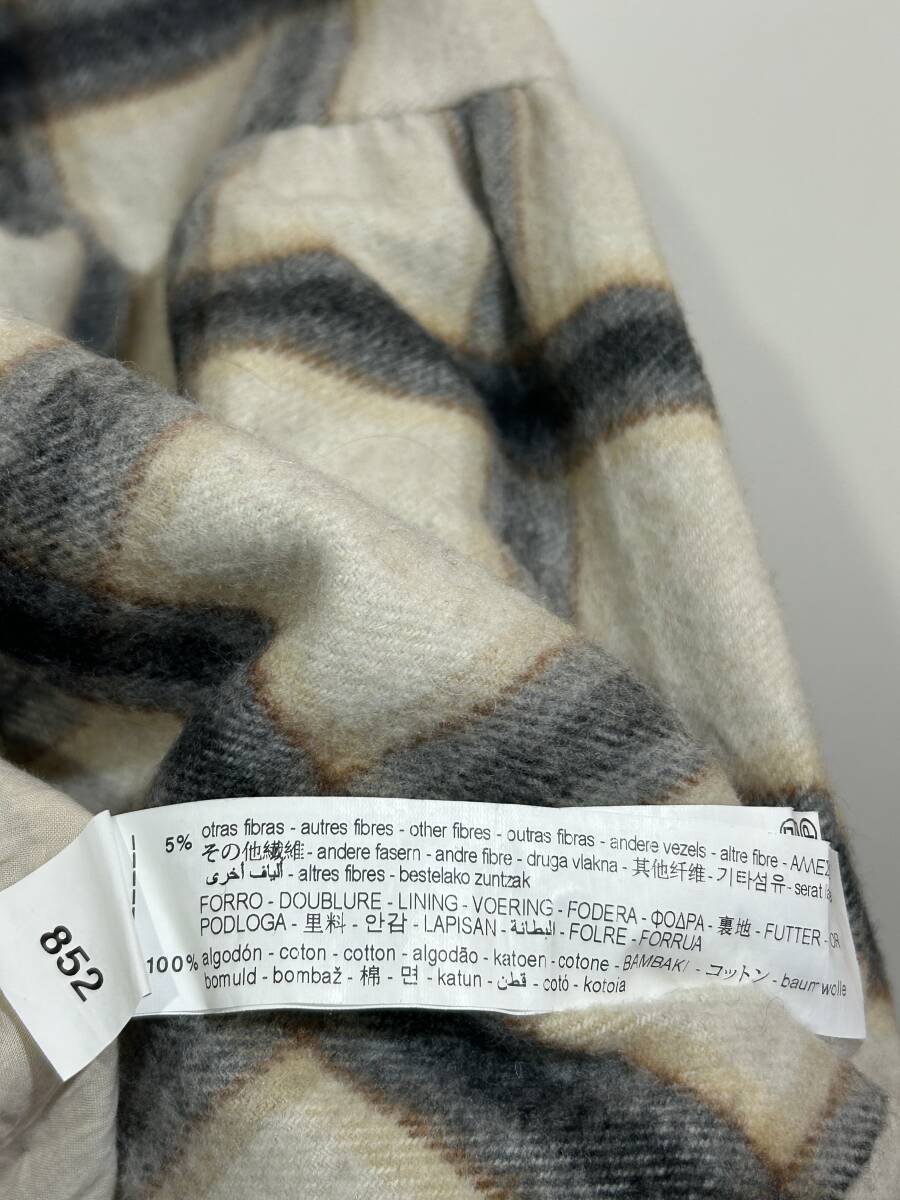 5% otras fibras - autres fibres - other fibres - outras fibras - andere vezels - altre fibre - ΑΛΛΕΣ
その他繊維 - andere fasern - andre fibre - druga vlakna - 其他纤维 - 기타섬유 - serat
ألياف أخرى - altres fibres - bestelako zuntzak
FORRO - DOUBLURE - LINING - VOERING - FODERA - ΦΟΔΡΑ - 裏地 - FUTTER - 
PODLOGA - 里料 - 안감 - LAPISAN - البطانة - FOLRE - FORRUA
100% algodón - coton - cotton - algodão - katoen - cotone - BAMBAKI - コットン - baumwolle
bomuld - bombaž - 棉 - 면 - katun - قطن - cotó - kotoia
852